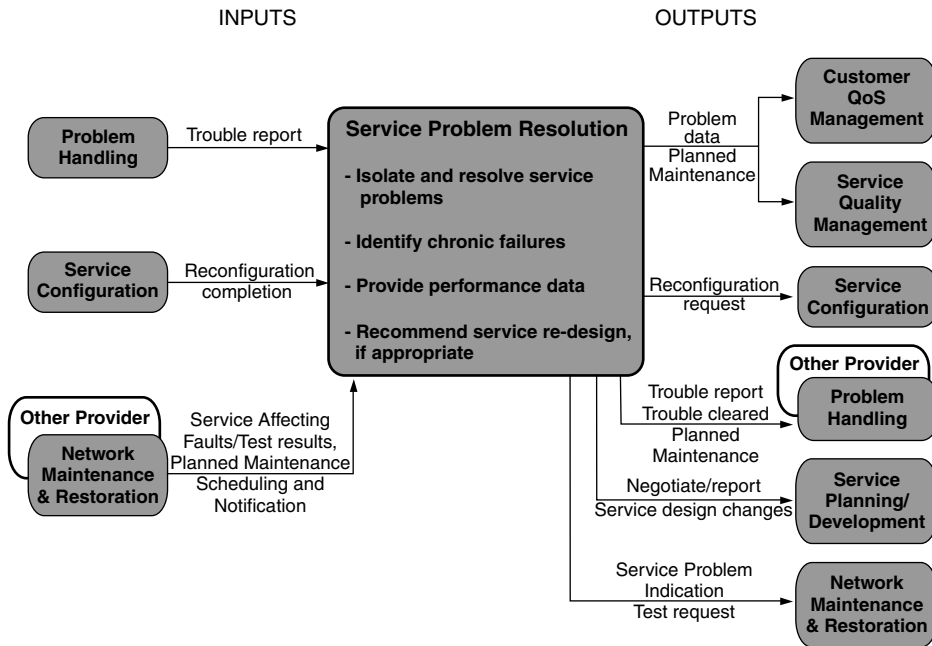 INPUTS
OUTPUTS
Problem
Handling
Trouble report
Service
Configuration
Reconfiguration
completion
Other Provider
Network
Maintenance
& Restoration
Service Affecting
Faults/Test results,
Planned Maintenance
Scheduling and
Notification
Service Problem Resolution
- Isolate and resolve service
problems
- Identify chronic failures
- Provide performance data
- Recommend service re-design,
if appropriate
Problem
data
Planned
Maintenance
Customer
QoS
Management
Service
Quality
Management
Reconfiguration
request
Service
Configuration
Trouble report
Trouble cleared
Planned
Maintenance
Other Provider
Problem
Handling
Negotiate/report
Service design changes
Service
Planning/
Development
Service Problem
Indication
Test request
Network
Maintenance
& Restoration